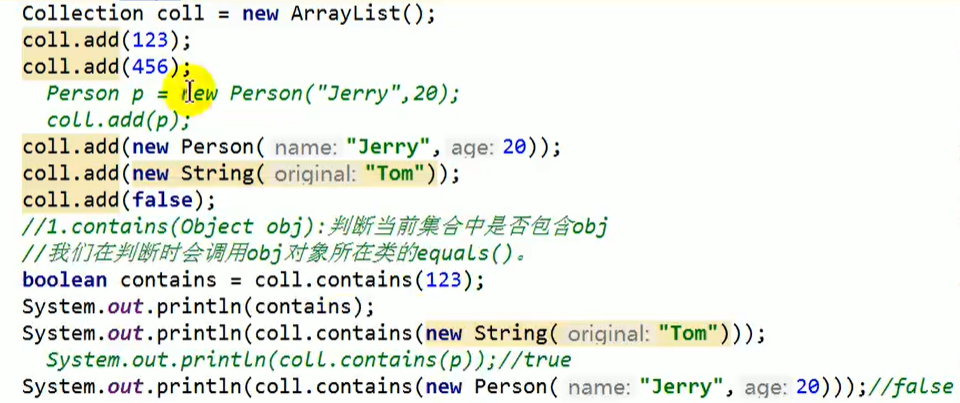 Collection coll = new ArrayList();
coll.add(123);
coll.add(456);
Person p = new Person("Jerry",20);
coll.add(p);
coll.add(new Person( name: "Jerry", age: 20));
coll.add(new String( original: "Tom"));
coll.add(false);
//1.contains(Object obj):判断当前集合中是否包含obj
//我们在判断时会调用obj对象所在类的equals()。
boolean contains = coll.contains(123);
System.out.println(contains);
System.out.println(coll.contains(new String( original: "Tom")));
System.out.println(coll.contains(p));//true
System.out.println(coll.contains(new Person( name: "Jerry", age: 20)));//false